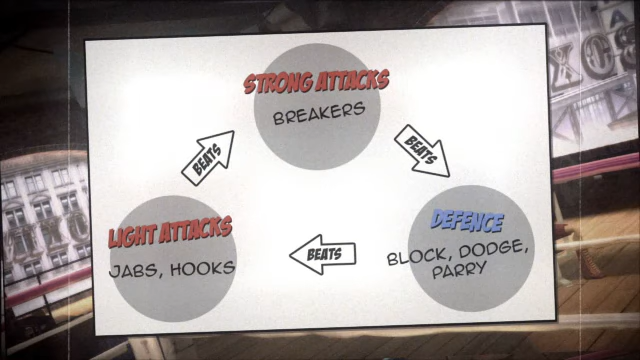 STRONG ATTACKS
BREAKERS
BEATS
BEATS
LIGHT ATTACKS
JABS, HOOKS
BEATS
DEFENCE
BLOCK, DODGE,
PARRY